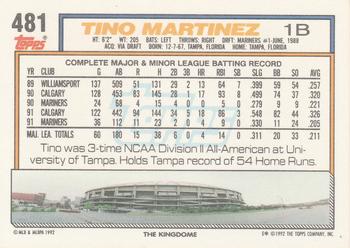 481
Topps
TINO MARTINEZ
1B
HT: 6'2" WT: 205 BATS: LEFT THROWS: RIGHT DRFT: MARINERS #1-JUNE, 1988
ACQ: VIA DRAFT BORN: 12-7-67, TAMPA, FLORIDA HOME: TAMPA, FLORIDA
COMPLETE MAJOR & MINOR LEAGUE BATTING RECORD
YR CLUB G AB R H 2B 3B HR RBI SB SLG BB SO AVG
89 WILLIAMSPORT 137 509 51 131 29 2 13 64 7 .399 59 54 .257
90 CALGARY 128 453 83 145 28 1 17 93 8 .499 74 37 .320
90 MARINERS 24 68 4 15 4 0 0 5 0 .279 9 9 .221
91 CALGARY 122 442 94 144 34 5 18 86 3 .548 82 44 .326
91 MARINERS 36 112 11 23 2 0 4 9 0 .330 11 24 .205
MAJ. LEA. TOTALS 60 180 15 38 6 0 4 14 0 .311 20 33 .211
Tino was 3-time NCAA Division II All-American at Uni-
versity of Tampa. Holds Tampa record of 54 Home Runs.
© MLB & MLBPA 1992
THE KINGDOME
E* © 1992 THE TOPPS COMPANY, INC.